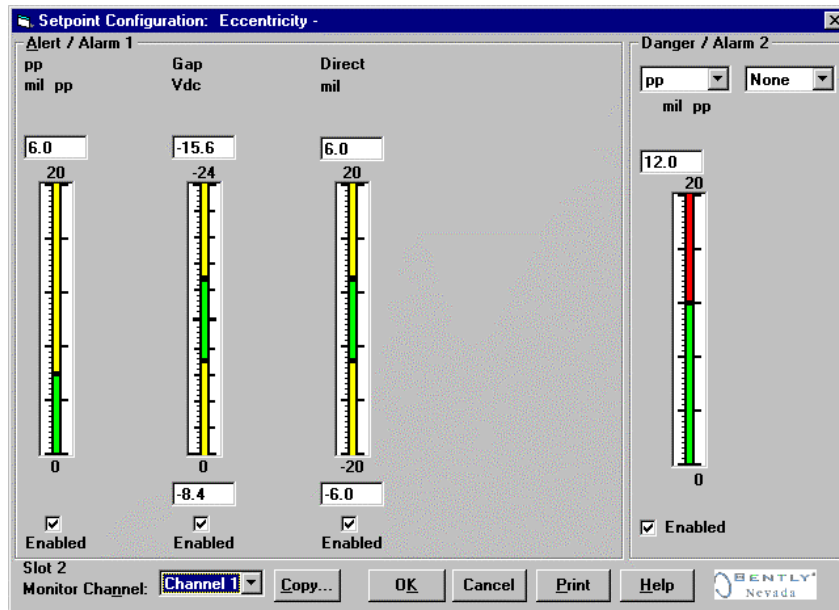 Setpoint Configuration: Eccentricity -
Alert / Alarm 1
pp
mil pp
6.0
20
0
Enabled
Gap
Vdc
-15.6
-24
0
-8.4
Enabled
Direct
mil
6.0
20
-20
-6.0
Enabled
Danger / Alarm 2
pp
None
mil pp
12.0
20
0
Enabled
Slot 2
Monitor Channel:
Channel 1
Copy...
OK
Cancel
Print
Help
BENTLY
Nevada